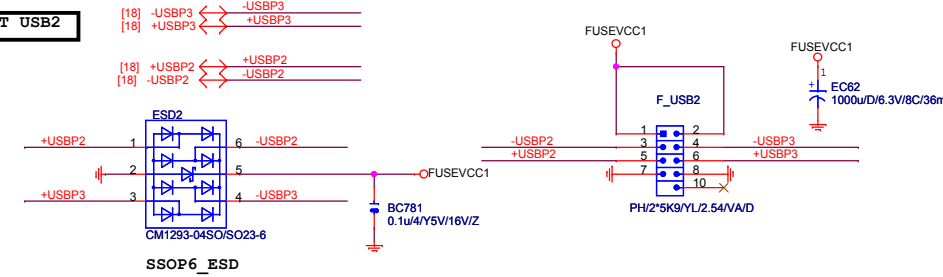 T USB2
[18] -USBP3 -USBP3
[18] +USBP3 +USBP3
[18] +USBP2 +USBP2
[18] -USBP2 -USBP2
ESD2
+USBP2 1 6 -USBP2
2 5 FUSEVCC1
+USBP3 3 4 -USBP3
CM1293-04SO/SO23-6
SSOP6_ESD
BC781
0.1u/4/Y5V/16V/Z
FUSEVCC1
F_USB2
1 2
-USBP2 3 4 -USBP3
+USBP2 5 6 +USBP3
7 8
10
PH/2*5K9/YL/2.54/VA/D
FUSEVCC1
1
+
EC62
1000u/D/6.3V/8C/36m